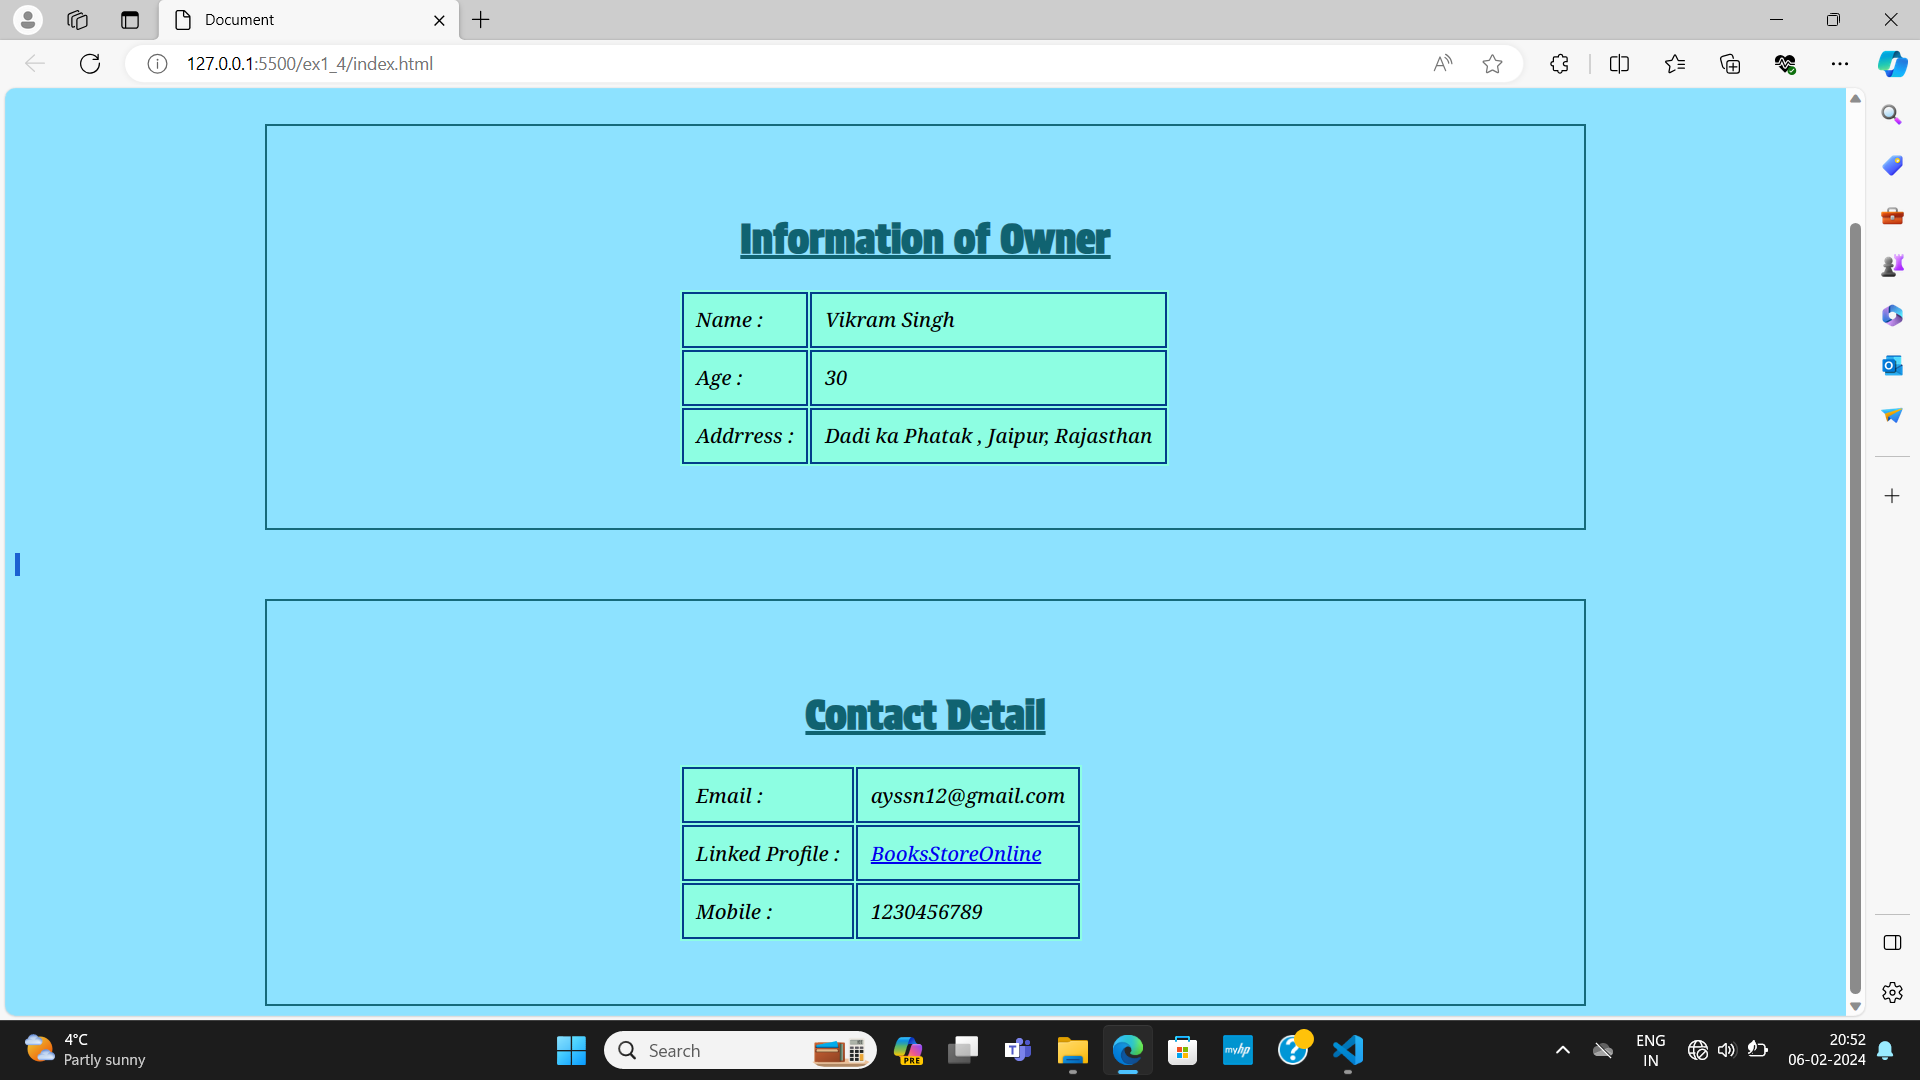 Document
127.0.0.1:5500/ex1_4/index.html
Information of Owner
Name : Vikram Singh
Age : 30
Addrress : Dadi ka Phatak , Jaipur, Rajasthan
Contact Detail
Email : ayssn12@gmail.com
Linked Profile : BooksStoreOnline
Mobile : 1230456789
4°C
Partly sunny
Search
PRE
myhp
ENG
IN
20:52
06-02-2024